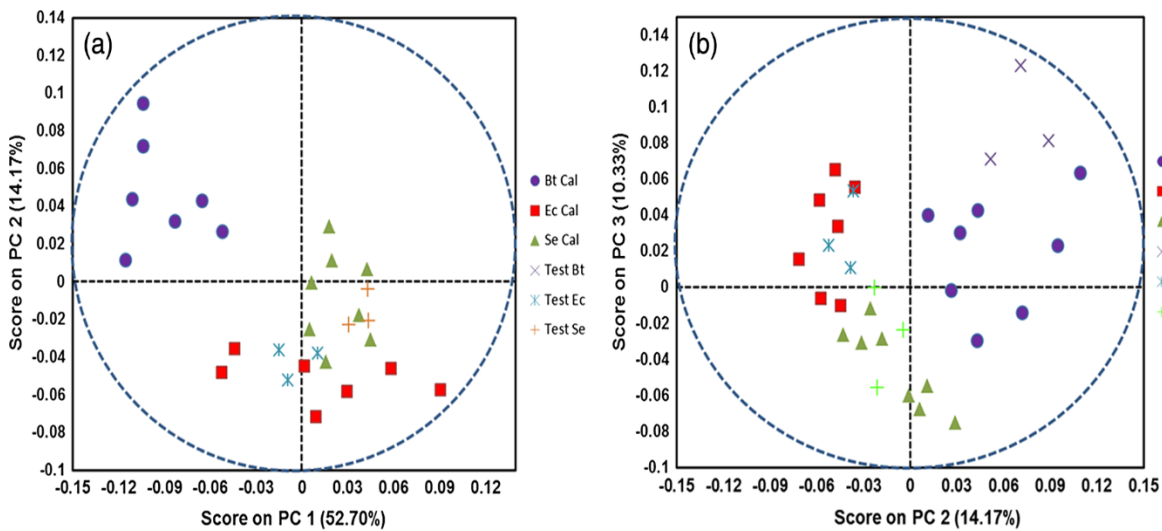 (a)
Score on PC 2 (14.17%)
0.14
0.12
0.1
0.08
0.06
0.04
0.02
0
-0.02
-0.04
-0.06
-0.08
-0.1
-0.15 -0.12 -0.09 -0.06 -0.03 0 0.03 0.06 0.09 0.12
Score on PC 1 (52.70%)
Bt Cal
Ec Cal
Se Cal
Test Bt
Test Ec
Test Se
(b)
Score on PC 3 (10.33%)
0.14
0.12
0.1
0.08
0.06
0.04
0.02
0
-0.02
-0.04
-0.06
-0.08
-0.1
-0.15 -0.12 -0.09 -0.06 -0.03 0 0.03 0.06 0.09 0.12 0.15
Score on PC 2 (14.17%)